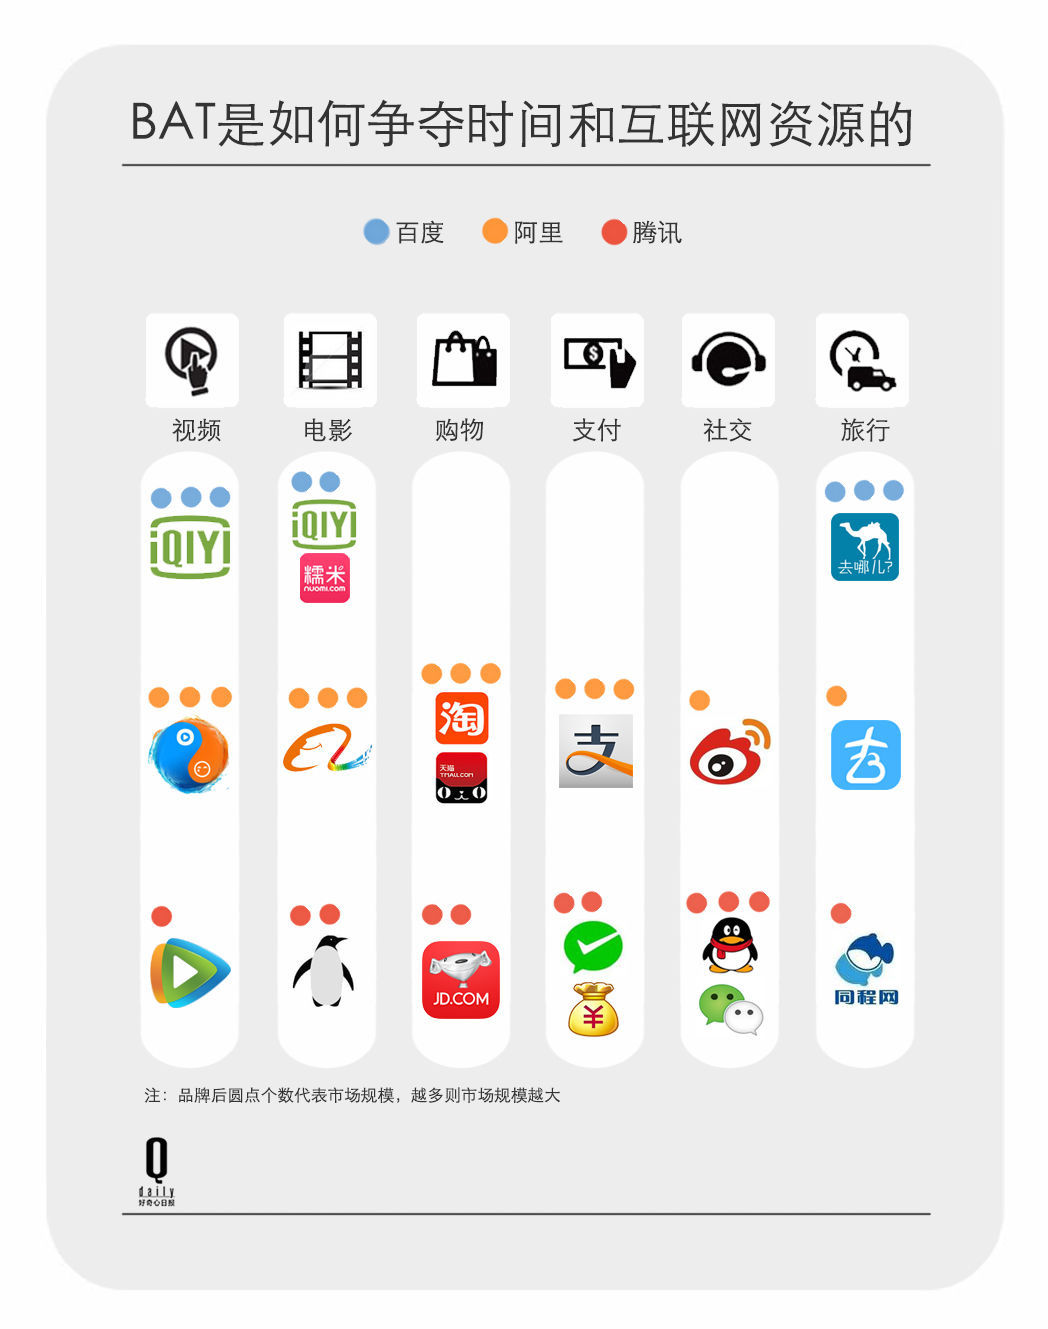 BAT是如何争夺时间和互联网资源的
百度 阿里 腾讯
视频 电影 购物 支付 社交 旅行
iQIYI
iQIYI
糯米
nuomi.com
去哪儿?
淘
天猫
TMALL.COM
支
去
JD.COM
¥
同程网
注：品牌后圆点个数代表市场规模，越多则市场规模越大
Q
daily
好奇心日报